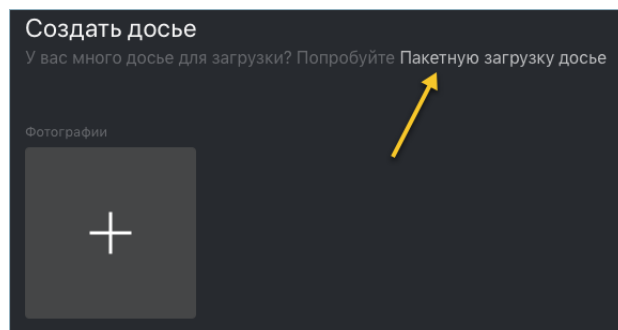 Создать досье
У вас много досье для загрузки? Попробуйте Пакетную загрузку досье
Фотографии